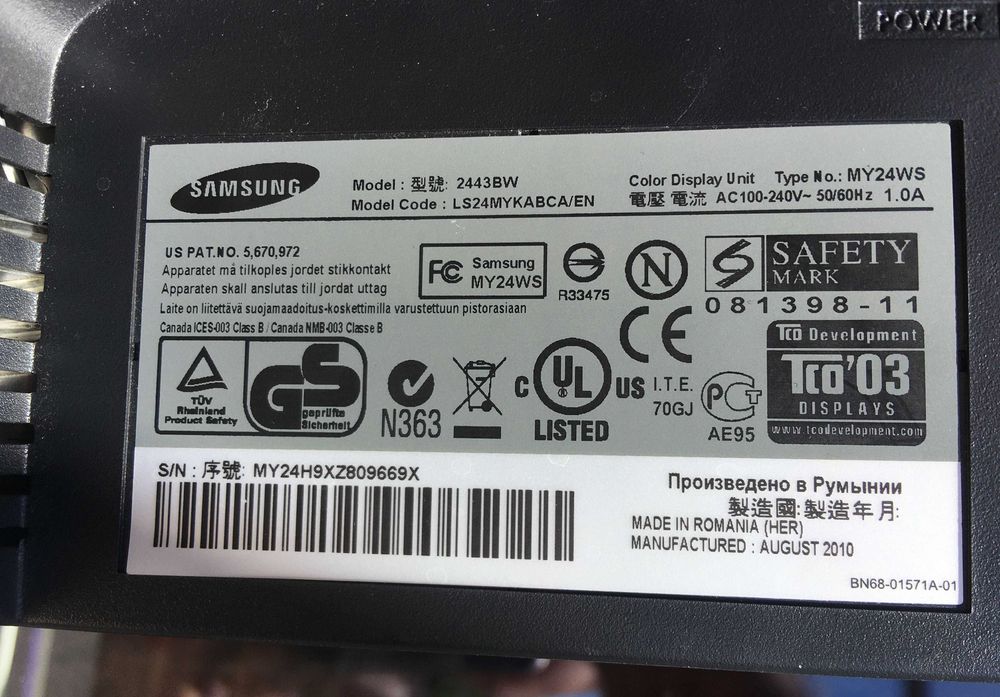 POWER
SAMSUNG
Model : 型號: 2443BW
Model Code : LS24MYKABCA/EN
Color Display Unit Type No.: MY24WS
電壓 電流 AC100-240V~ 50/60Hz 1.0A
US PAT.NO. 5,670,972
Apparatet må tilkoples jordet stikkontakt
Apparaten skall anslutas till jordat uttag
Laite on liitettävä suojamaadoitus-koskettimilla varustettuun pistorasiaan
Canada ICES-003 Class B / Canada NMB-003 Classe B
FC Samsung
MY24WS
R33475
N
S SAFETY
MARK
081398-11
CE
TÜV
Rheinland
Product Safety
GS
geprüfte
Sicherheit
N363
C UL ® US
LISTED
I.T.E.
70GJ
РСТ
AE95
TCO Development
TCO'03
DISPLAYS
www.tcodevelopment.com
S/N : 序號: MY24H9XZ809669X
Произведено в Румынии
製造國: 製造年月:
MADE IN ROMANIA (HER)
MANUFACTURED : AUGUST 2010
BN68-01571A-01